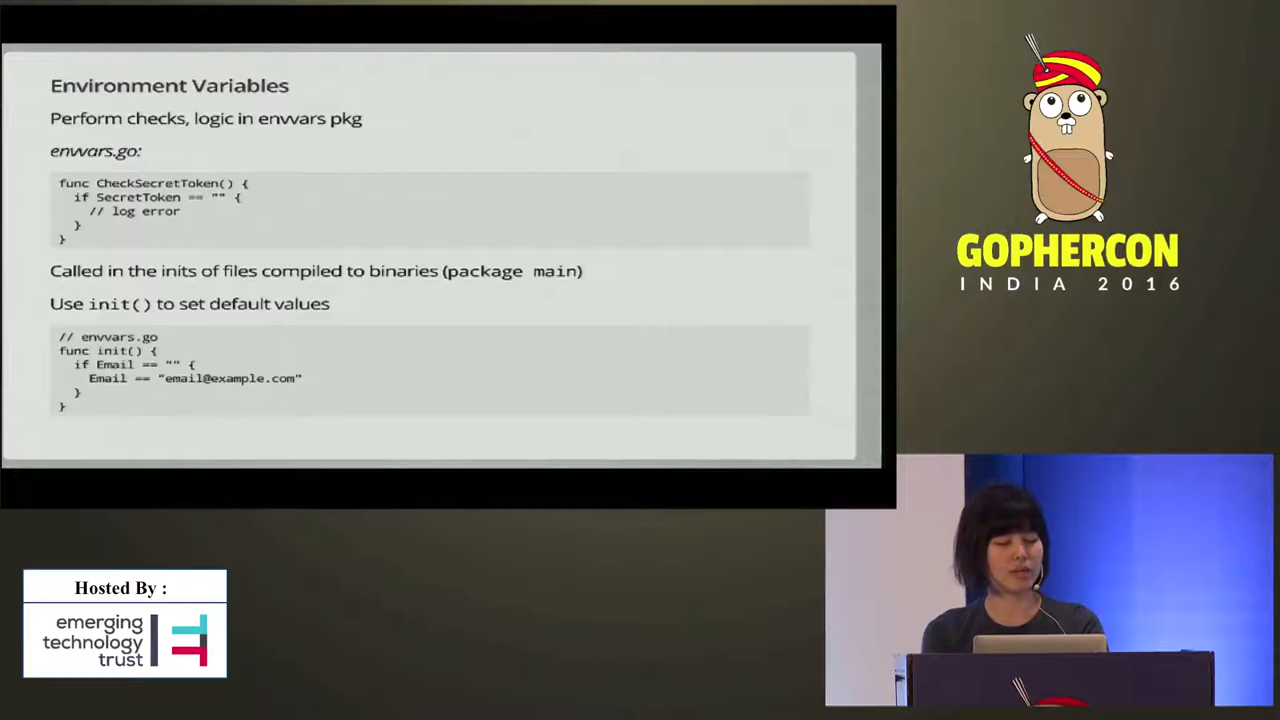 Environment Variables
Perform checks, logic in envvars pkg
envvars.go:
func CheckSecretToken() {
if SecretToken == "" {
// log error
}
}
Called in the inits of files compiled to binaries (package main)
Use init() to set default values
// envvars.go
func init() {
if Email == "" {
Email == "email@example.com"
}
}
GOPHERCON
INDIA 2016
Hosted By :
emerging
technology
trust